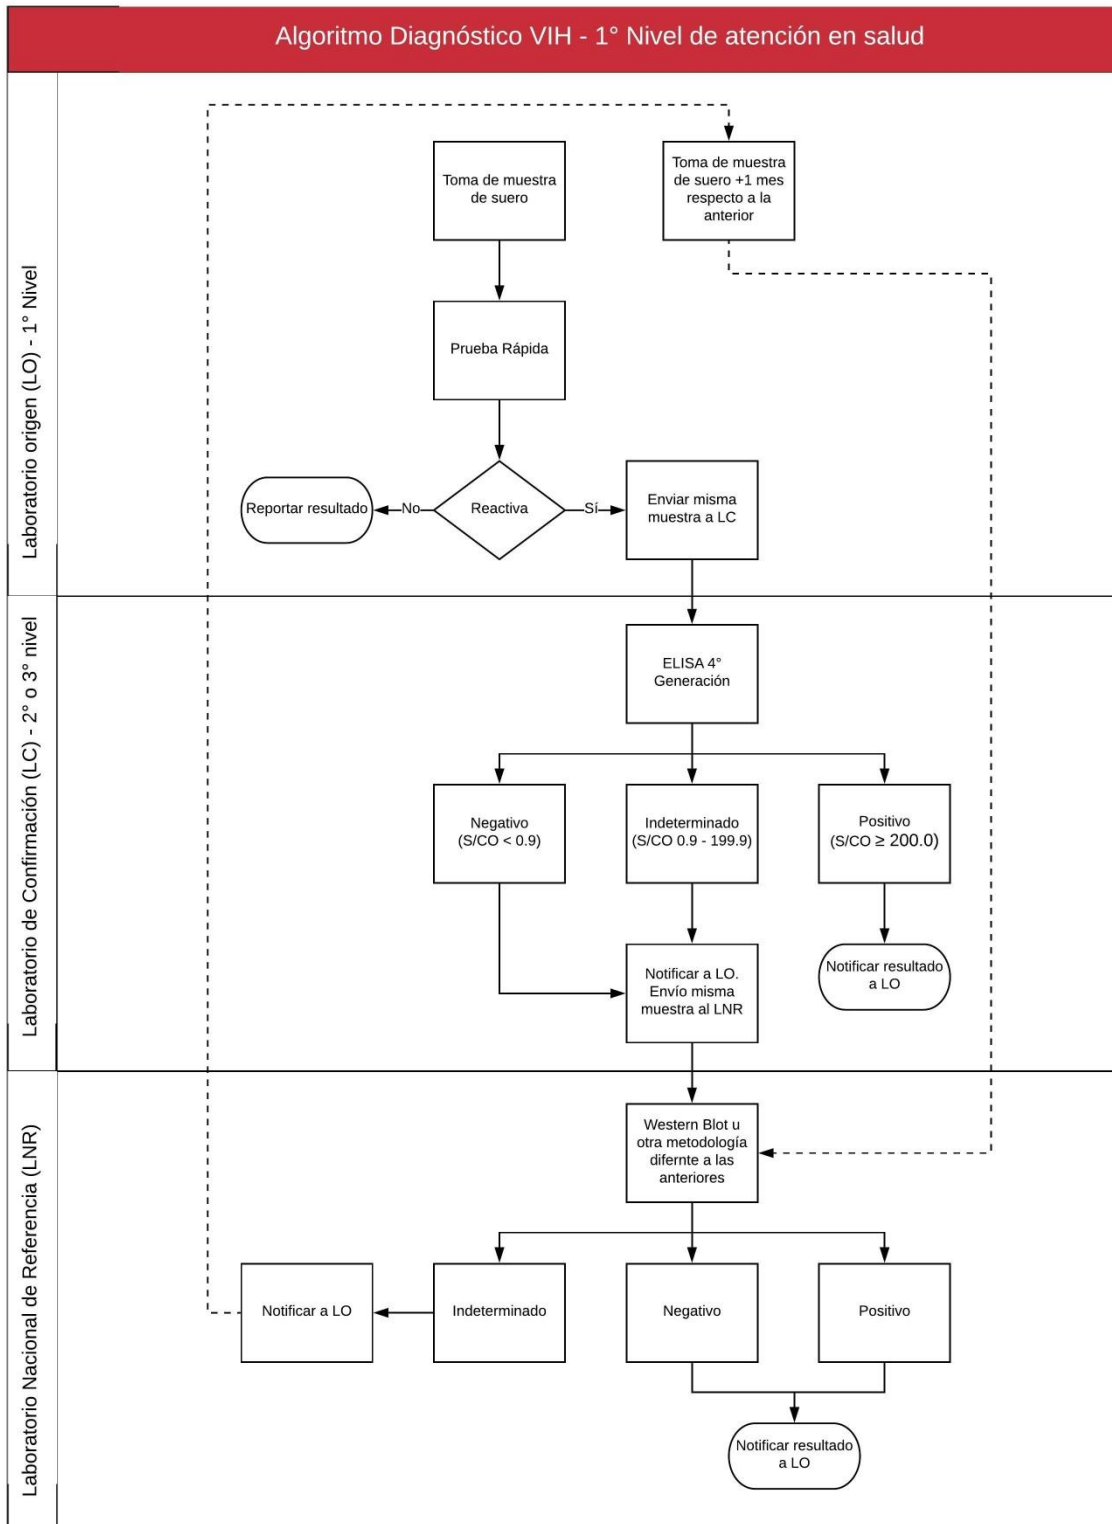 Algoritmo Diagnóstico VIH - 1° Nivel de atención en salud
Laboratorio origen (LO) - 1° Nivel
Toma de muestra
de suero
Toma de muestra
de suero +1 mes
respecto a la
anterior
Prueba Rápida
Reportar resultado
No
Reactiva
Sí
Enviar misma
muestra a LC
Laboratorio de Confirmación (LC) - 2° o 3° nivel
ELISA 4°
Generación
Negativo
(S/CO < 0.9)
Indeterminado
(S/CO 0.9 - 199.9)
Positivo
(S/CO ≥ 200.0)
Notificar a LO.
Envío misma
muestra al LNR
Notificar resultado
a LO
Laboratorio Nacional de Referencia (LNR)
Western Blot u
otra metodología
difernte a las
anteriores
Notificar a LO
Indeterminado
Negativo
Positivo
Notificar resultado
a LO